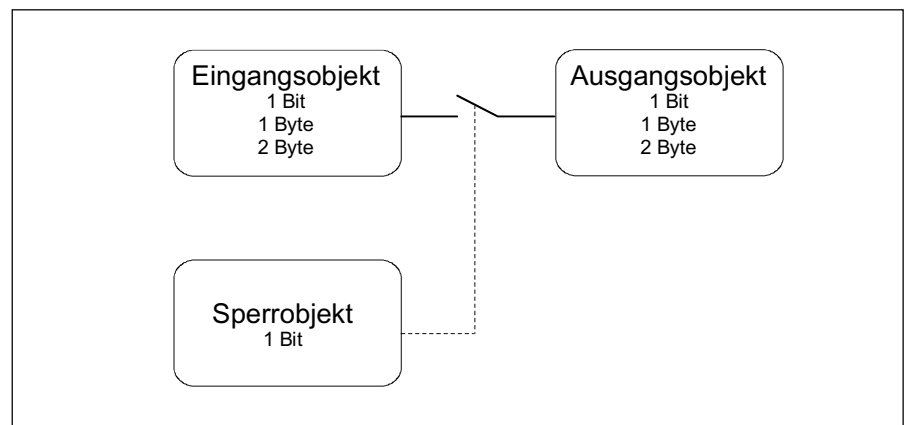 Eingangsobjekt
1 Bit
1 Byte
2 Byte
Ausgangsobjekt
1 Bit
1 Byte
2 Byte
Sperrobjekt
1 Bit